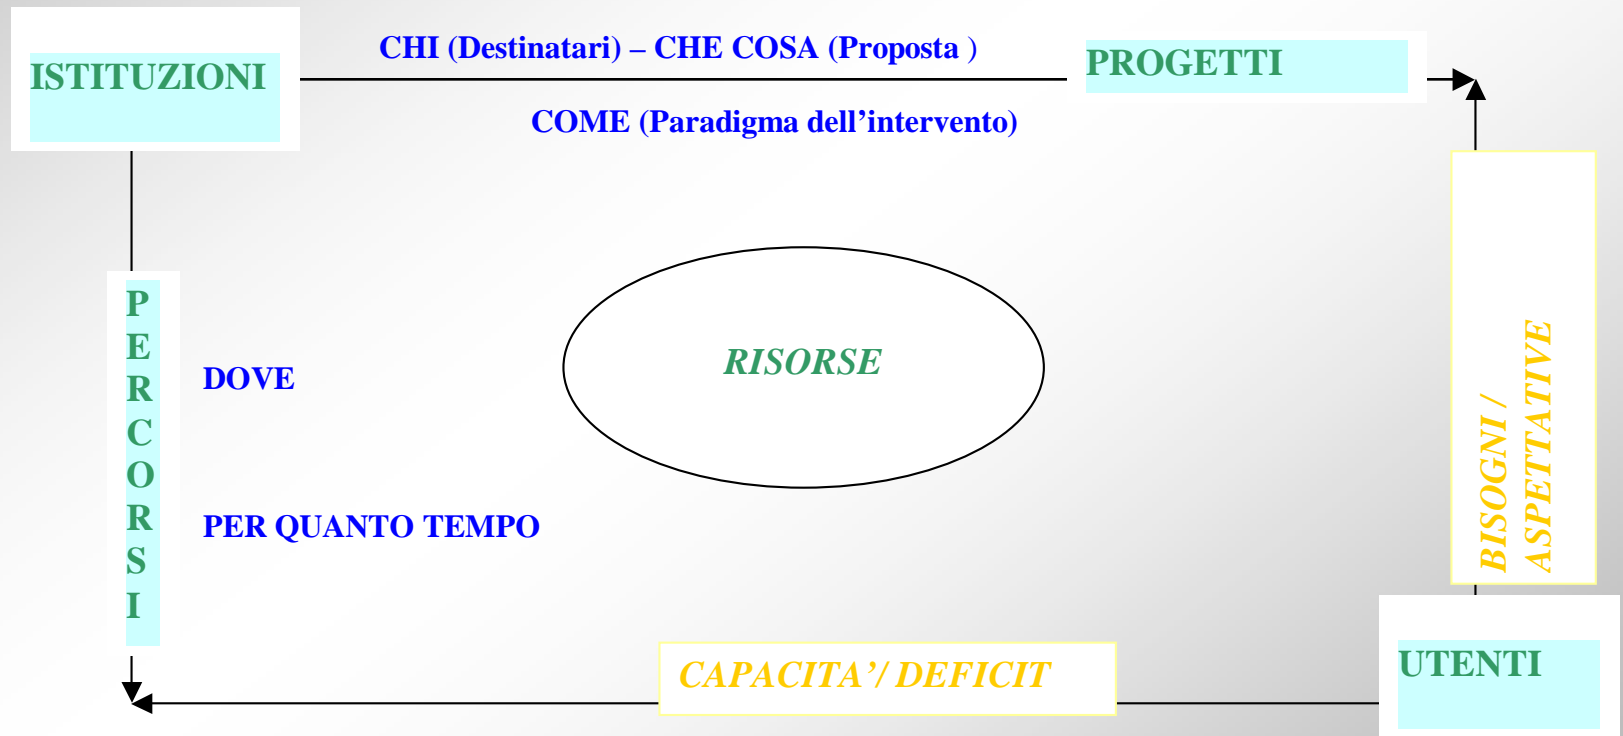 CHI (Destinatari) – CHE COSA (Proposta )
ISTITUZIONI
PROGETTI
COME (Paradigma dell’intervento)
PERCORSI
DOVE
PER QUANTO TEMPO
RISORSE
BISOGNI /
ASPETTATIVE
CAPACITA’/ DEFICIT
UTENTI